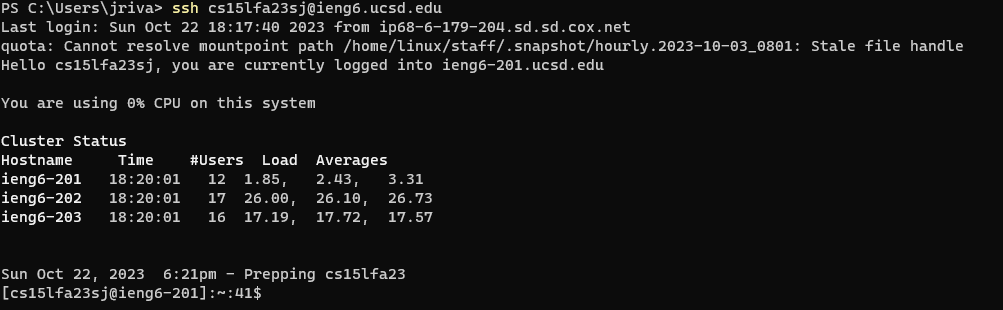 PS C:\Users\jriva> ssh cs15lfa23sj@ieng6.ucsd.edu
Last login: Sun Oct 22 18:17:40 2023 from ip68-6-179-204.sd.sd.cox.net
quota: Cannot resolve mountpoint path /home/linux/staff/.snapshot/hourly.2023-10-03_0801: Stale file handle
Hello cs15lfa23sj, you are currently logged into ieng6-201.ucsd.edu
You are using 0% CPU on this system
Cluster Status
Hostname     Time    #Users  Load  Averages
ieng6-201   18:20:01   12  1.85,   2.43,   3.31
ieng6-202   18:20:01   17  26.00,  26.10,  26.73
ieng6-203   18:20:01   16  17.19,  17.72,  17.57
Sun Oct 22, 2023  6:21pm - Prepping cs15lfa23
[cs15lfa23sj@ieng6-201]:~:41$